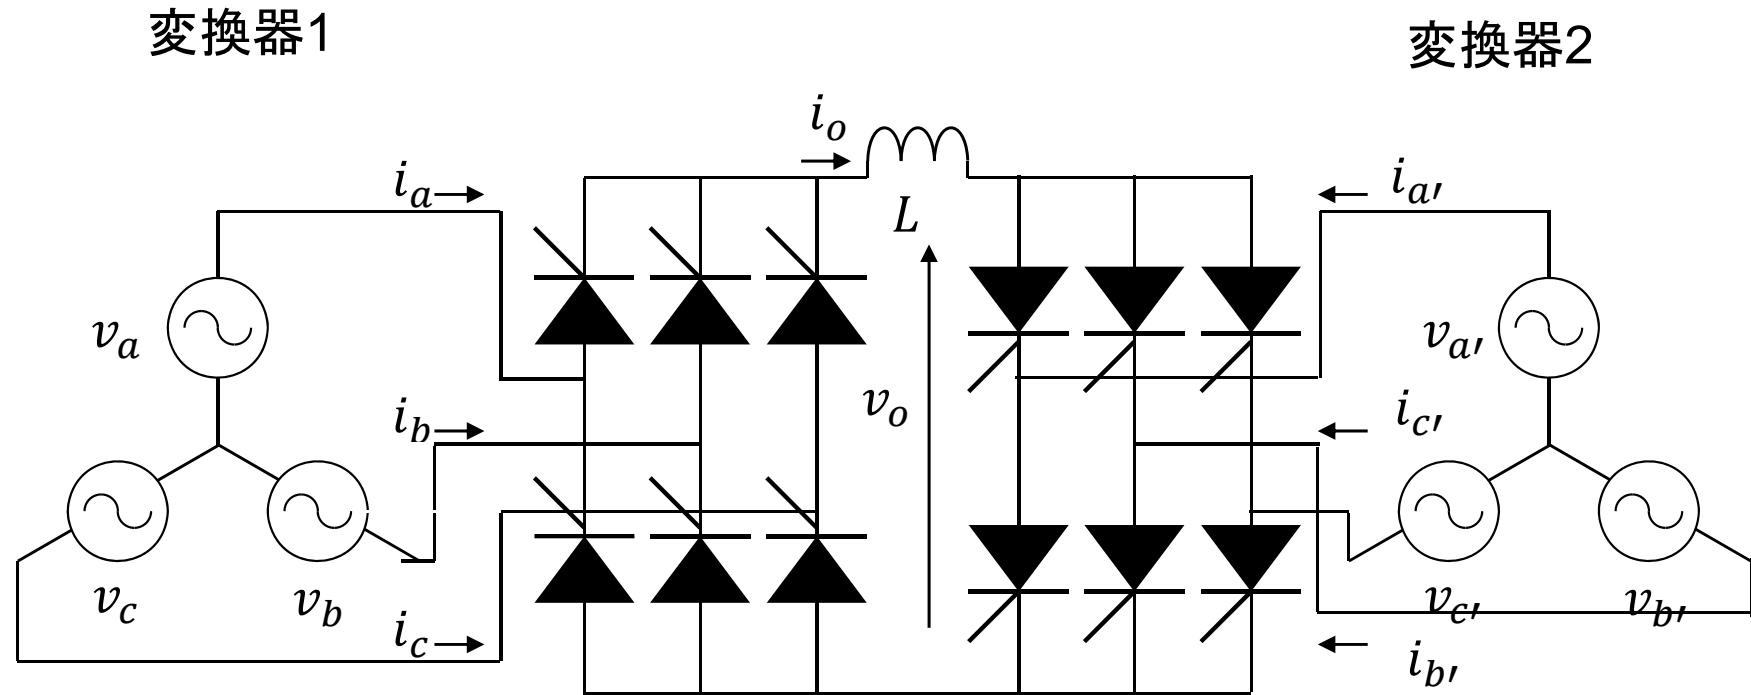 変換器1
変換器2
i_o
i_a
i_a'
L
v_a
v_a'
v_o
i_b
i_c'
v_c
v_b
v_c'
v_b'
i_c
i_b'